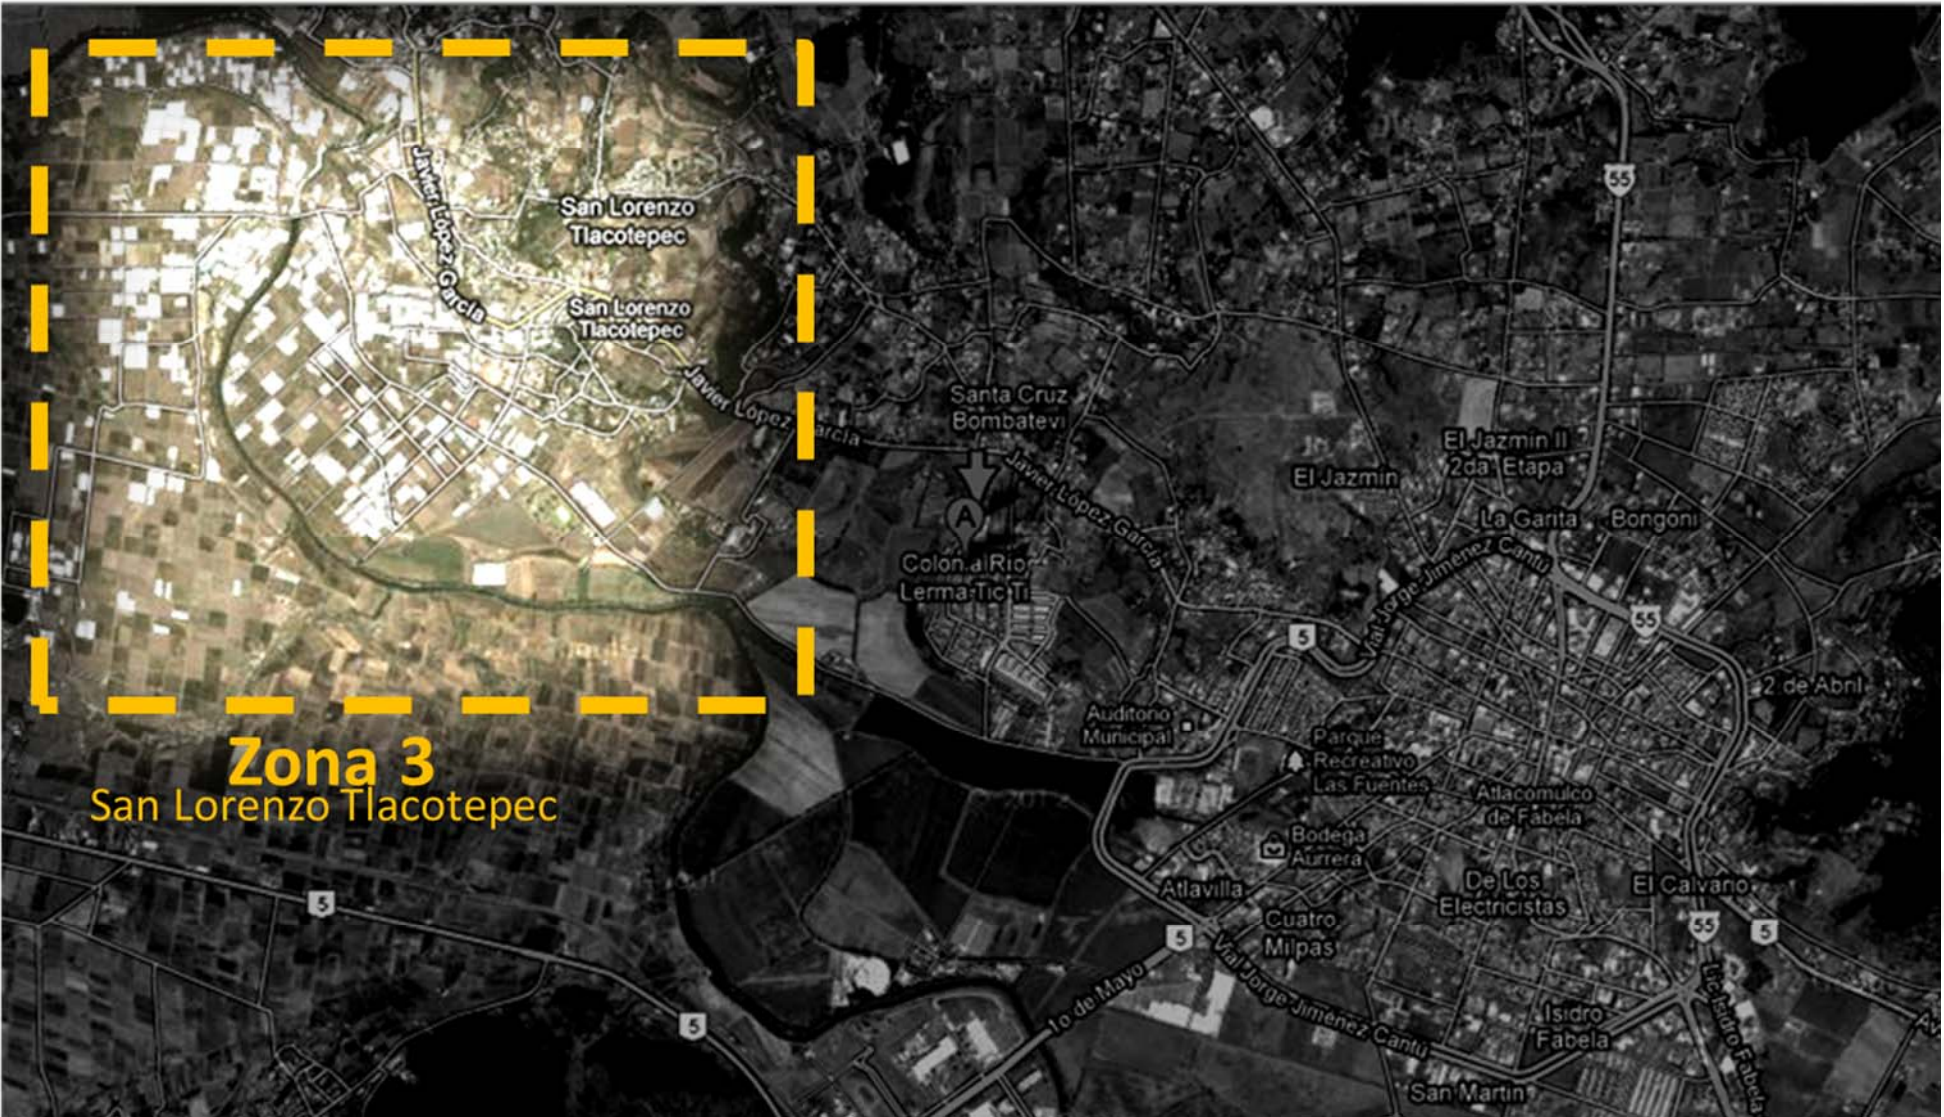 Javier López García
San Lorenzo
Tlacotepec
San Lorenzo
Tlacotepec
Javier López García
Zona 3
San Lorenzo Tlacotepec
55
Santa Cruz
Bombatevi
Javier López García
A
Colonia Rio
Lerma Tic Ti
El Jazmin
El Jazmin II
2da. Etapa
La Garita
Bongoni
Vial Jorge Jiménez Cantú
5
55
2 de Abril
Auditorio
Municipal
Parque
Recreativo
Las Fuentes
Atlacomulco
de Fabela
Bodega
Aurrera
Atlavilla
De Los
Electricistas
El Calvario
Cuatro
Milpas
5
55
5
5
5
1o de Mayo
Vial Jorge Jiménez Cantú
Isidro
Fabela
Lic Isidro Fabela
San Martin